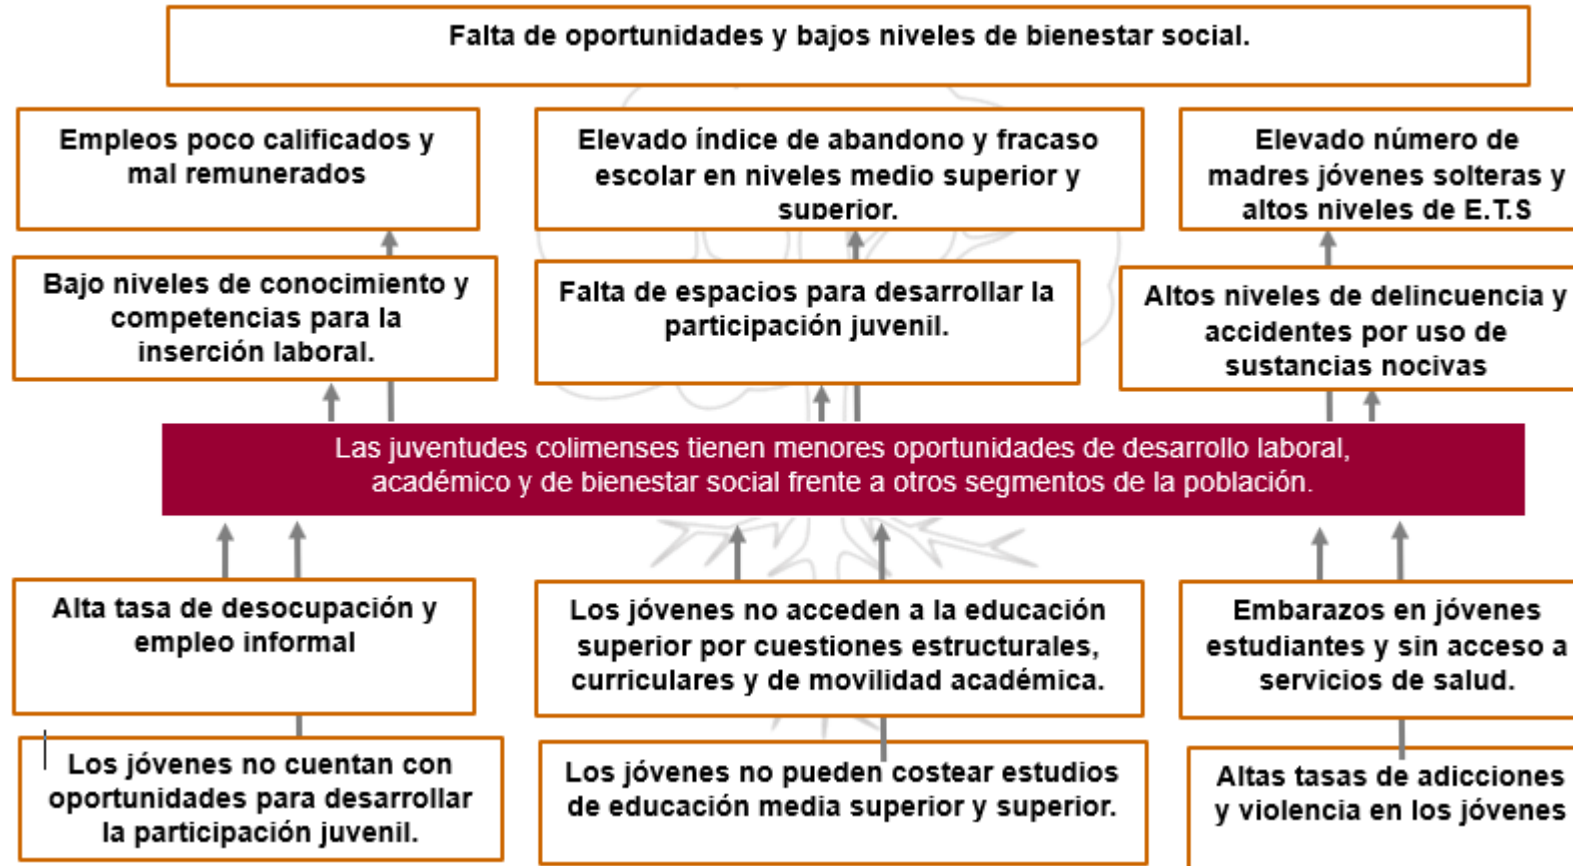 Falta de oportunidades y bajos niveles de bienestar social.
Empleos poco calificados y
mal remunerados
Elevado índice de abandono y fracaso
escolar en niveles medio superior y
superior.
Elevado número de
madres jóvenes solteras y
altos niveles de E.T.S
Bajo niveles de conocimiento y
competencias para la
inserción laboral.
Falta de espacios para desarrollar la
participación juvenil.
Altos niveles de delincuencia y
accidentes por uso de
sustancias nocivas
Las juventudes colimenses tienen menores oportunidades de desarrollo laboral,
académico y de bienestar social frente a otros segmentos de la población.
Alta tasa de desocupación y
empleo informal
Los jóvenes no acceden a la educación
superior por cuestiones estructurales,
curriculares y de movilidad académica.
Embarazos en jóvenes
estudiantes y sin acceso a
servicios de salud.
Los jóvenes no cuentan con
oportunidades para desarrollar
la participación juvenil.
Los jóvenes no pueden costear estudios
de educación media superior y superior.
Altas tasas de adicciones
y violencia en los jóvenes